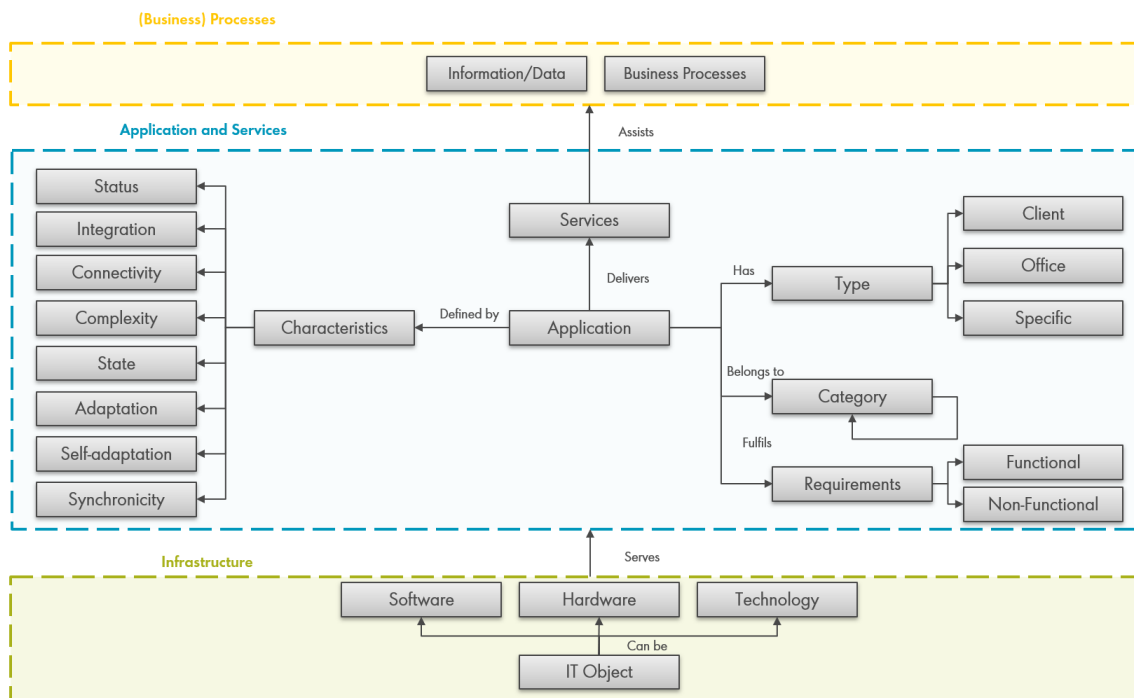 (Business) Processes
Information/Data
Business Processes
Assists
Application and Services
Status
Integration
Connectivity
Complexity
State
Adaptation
Self-adaptation
Synchronicity
Characteristics
Defined by
Services
Delivers
Application
Has
Type
Client
Office
Specific
Belongs to
Category
Fulfils
Requirements
Functional
Non-Functional
Serves
Infrastructure
Software
Hardware
Technology
Can be
IT Object